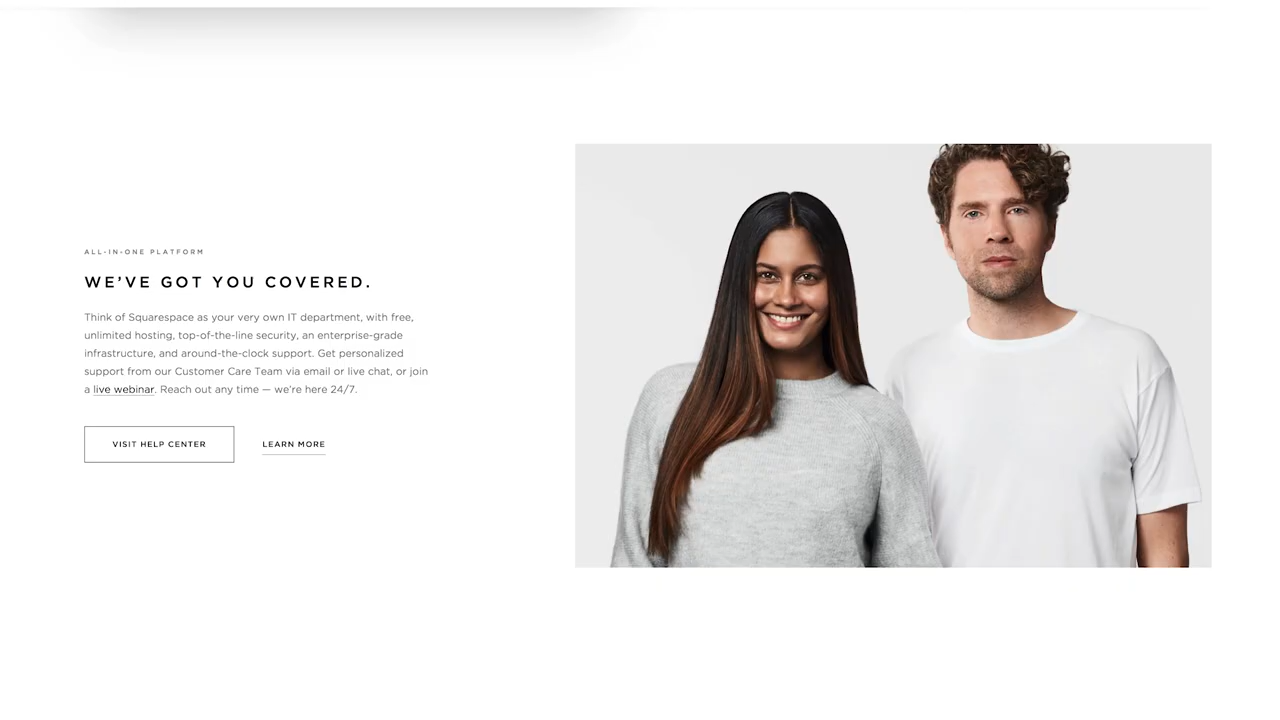 ALL-IN-ONE PLATFORM
WE’VE GOT YOU COVERED.
Think of Squarespace as your very own IT department, with free,
unlimited hosting, top-of-the-line security, an enterprise-grade
infrastructure, and around-the-clock support. Get personalized
support from our Customer Care Team via email or live chat, or join
a live webinar. Reach out any time — we’re here 24/7.
VISIT HELP CENTER
LEARN MORE